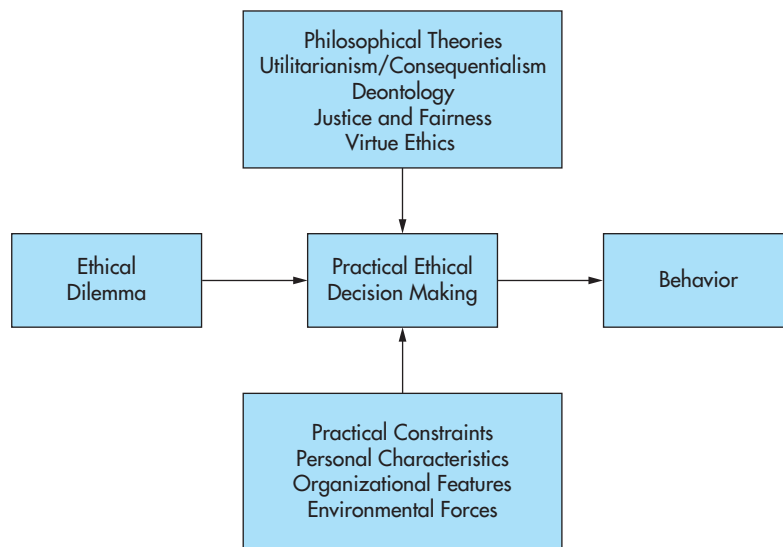 Philosophical Theories
Utilitarianism/Consequentialism
Deontology
Justice and Fairness
Virtue Ethics
Ethical
Dilemma
Practical Ethical
Decision Making
Behavior
Practical Constraints
Personal Characteristics
Organizational Features
Environmental Forces